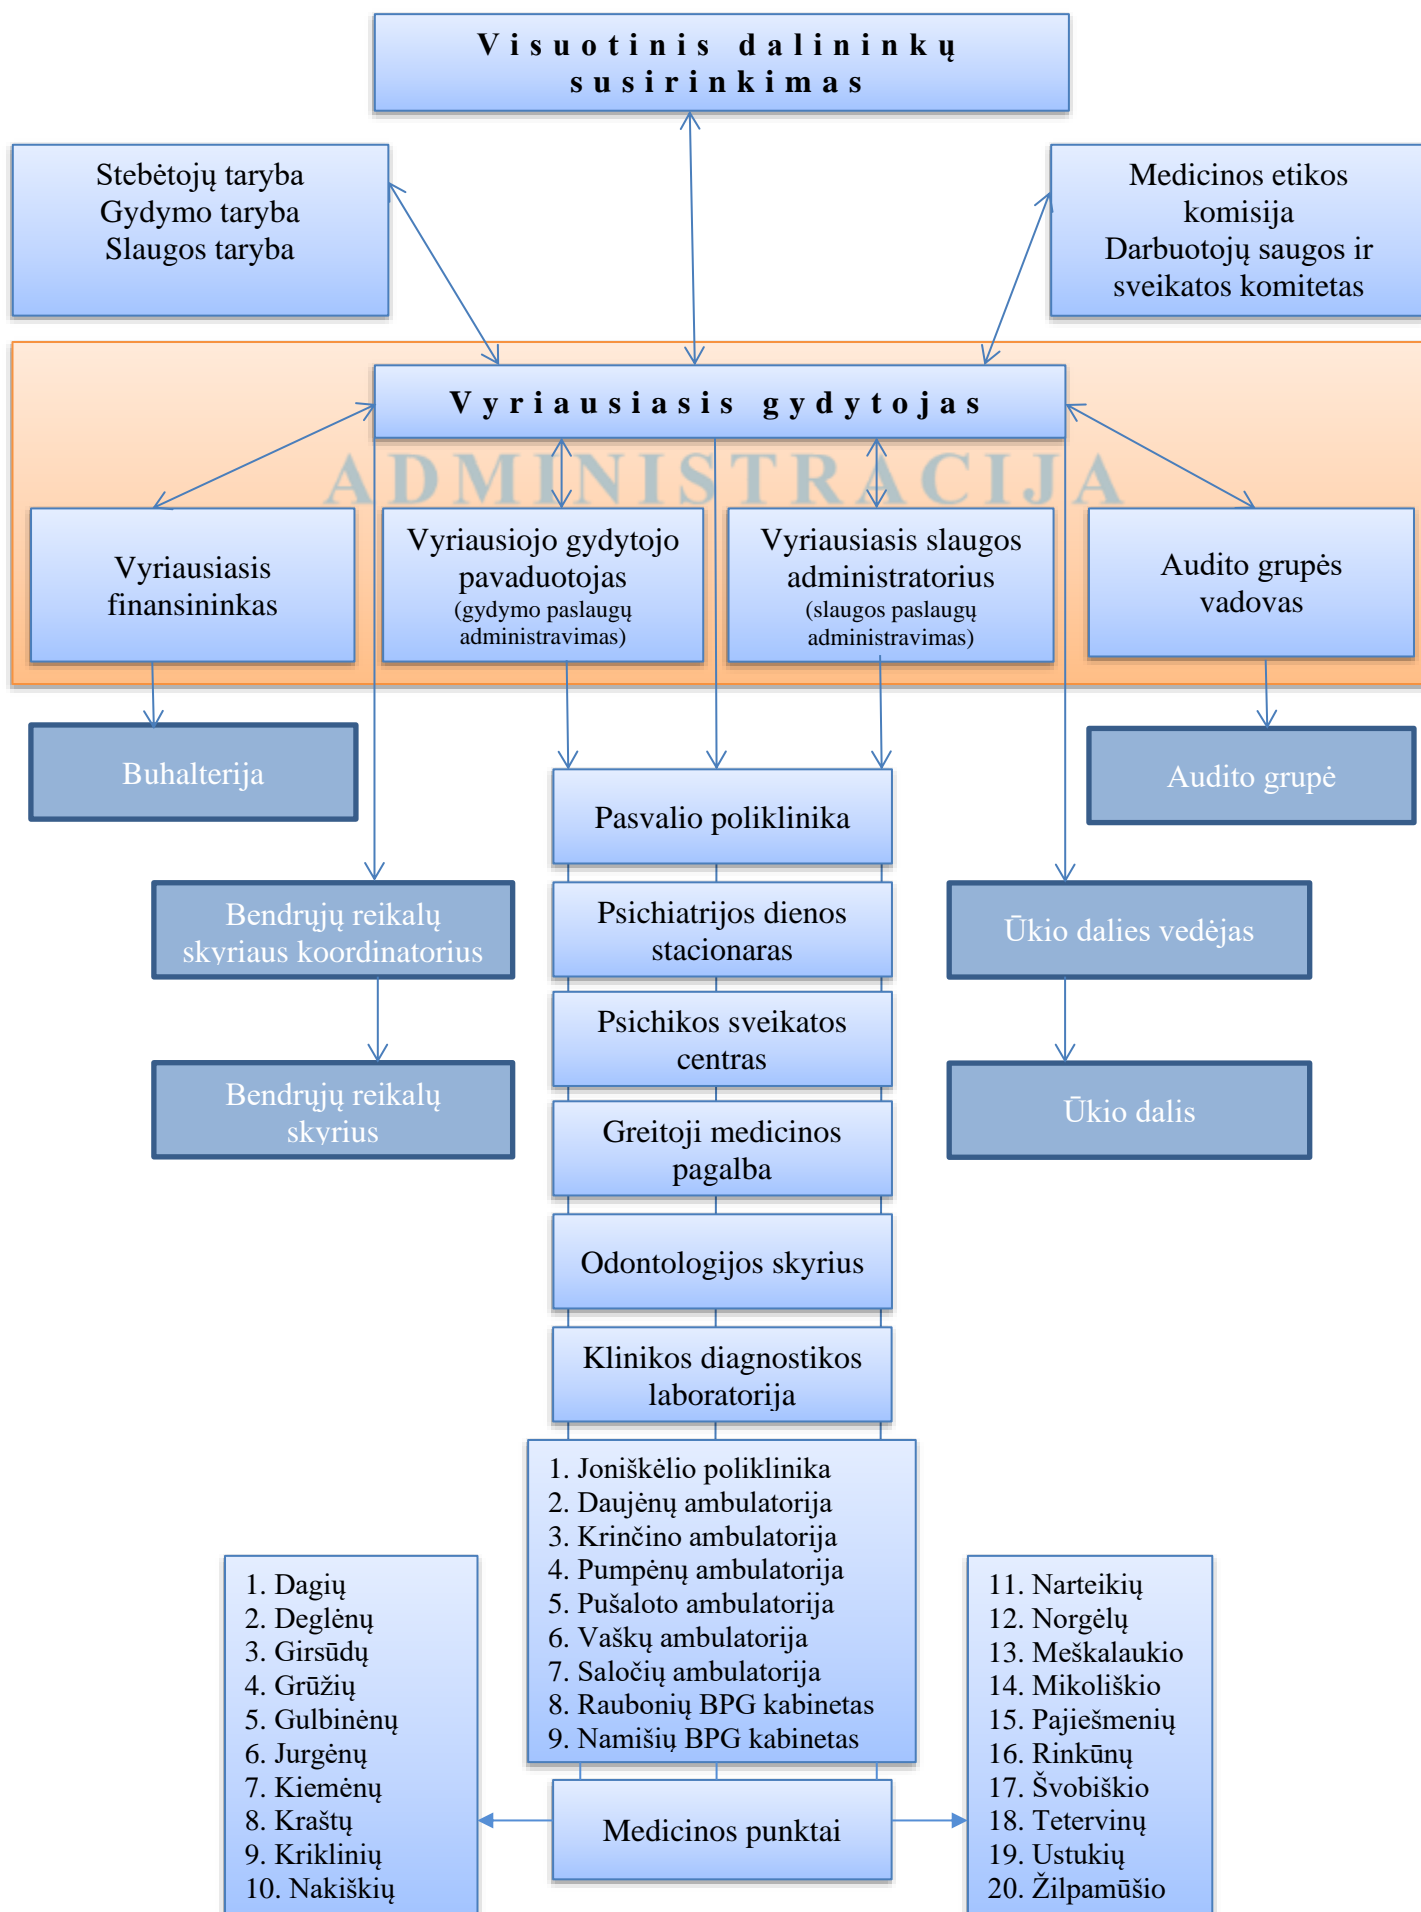 Visuotinis dalininkų
susirinkimas
Stebėtojų taryba
Gydymo taryba
Slaugos taryba
Medicinos etikos
komisija
Darbuotojų saugos ir
sveikatos komitetas
Vyriausiasis gydytojas
ADMINISTRACIJA
Vyriausiasis
finansininkas
Vyriausiojo gydytojo
pavaduotojas
(gydymo paslaugų
administravimas)
Vyriausiasis slaugos
administratorius
(slaugos paslaugų
administravimas)
Audito grupės
vadovas
Buhalterija
Audito grupė
Pasvalio poliklinika
Bendrųjų reikalų
skyriaus koordinatorius
Psichiatrijos dienos
stacionaras
Ūkio dalies vedėjas
Psichikos sveikatos
centras
Bendrųjų reikalų
skyrius
Ūkio dalis
Greitoji medicinos
pagalba
Odontologijos skyrius
Klinikos diagnostikos
laboratorija
1. Joniškėlio poliklinika
2. Daujėnų ambulatorija
3. Krinčino ambulatorija
4. Pumpėnų ambulatorija
5. Pušaloto ambulatorija
6. Vaškų ambulatorija
7. Saločių ambulatorija
8. Raubonių BPG kabinetas
9. Namišių BPG kabinetas
1. Dagių
2. Deglėnų
3. Girsūdų
4. Grūžių
5. Gulbinėnų
6. Jurgėnų
7. Kiemėnų
8. Kraštų
9. Kriklinių
10. Nakiškių
Medicinos punktai
11. Narteikių
12. Norgėlų
13. Meškalaukio
14. Mikoliškio
15. Pajiešmenių
16. Rinkūnų
17. Švobiškio
18. Tetervinų
19. Ustukių
20. Žilpamūšio